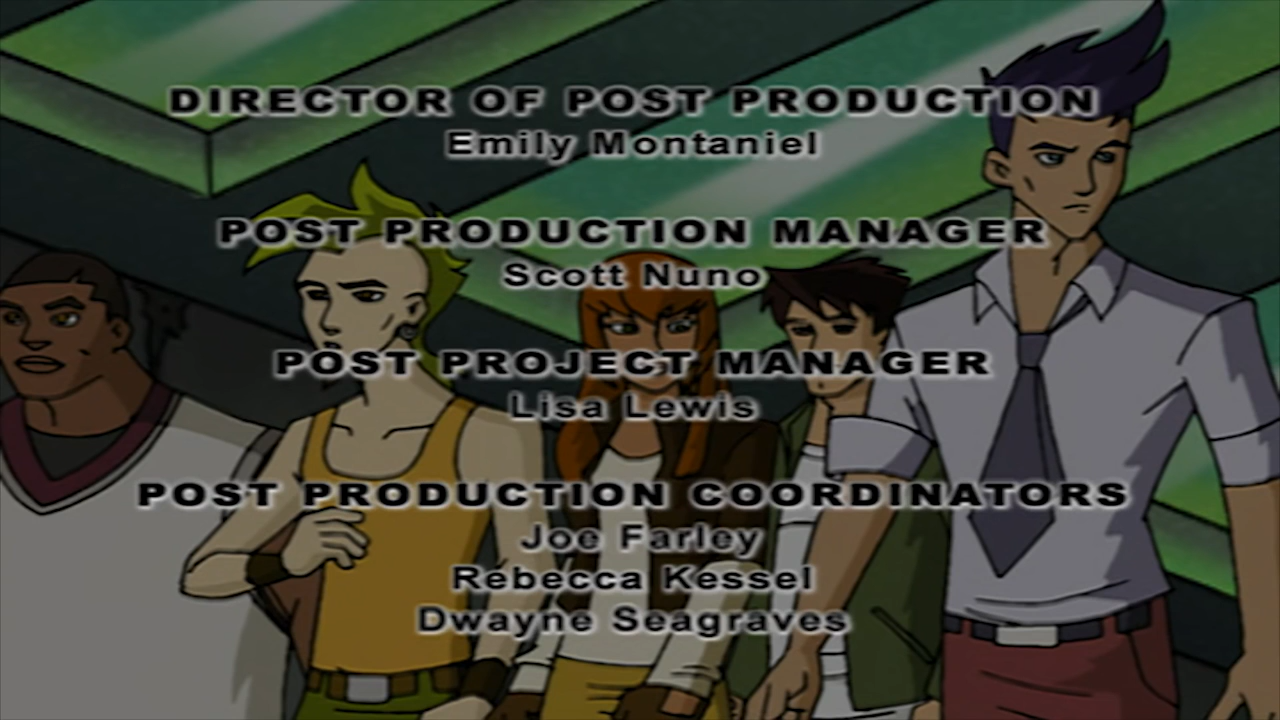 DIRECTOR OF POST PRODUCTION
Emily Montaniel
POST PRODUCTION MANAGER
Scott Nuno
POST PROJECT MANAGER
Lisa Lewis
POST PRODUCTION COORDINATORS
Joe Farley
Rebecca Kessel
Dwayne Seagraves